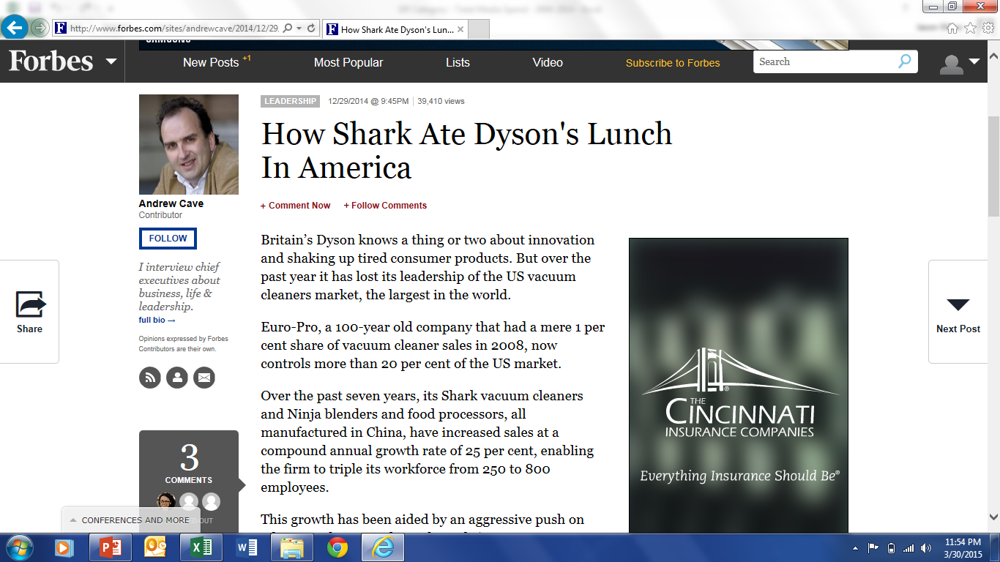 http://www.forbes.com/sites/andrewcave/2014/12/29,
How Shark Ate Dyson's Lun...
SAMSUNG
Forbes
New Posts +1
Most Popular
Lists
Video
Subscribe to Forbes
Search
LEADERSHIP 12/29/2014 @ 9:45PM 39,410 views
How Shark Ate Dyson's Lunch
In America
+ Comment Now + Follow Comments
Andrew Cave
Contributor
FOLLOW
I interview chief
executives about
business, life &
leadership.
full bio →
Opinions expressed by Forbes
Contributors are their own.
Share
3
COMMENTS
CONFERENCES AND MORE
Britain’s Dyson knows a thing or two about innovation
and shaking up tired consumer products. But over the
past year it has lost its leadership of the US vacuum
cleaners market, the largest in the world.
Euro-Pro, a 100-year old company that had a mere 1 per
cent share of vacuum cleaner sales in 2008, now
controls more than 20 per cent of the US market.
Over the past seven years, its Shark vacuum cleaners
and Ninja blenders and food processors, all
manufactured in China, have increased sales at a
compound annual growth rate of 25 per cent, enabling
the firm to triple its workforce from 250 to 800
employees.
This growth has been aided by an aggressive push on
THE
CINCINNATI
INSURANCE COMPANIES
Everything Insurance Should Be®
Next Post
11:54 PM
3/30/2015